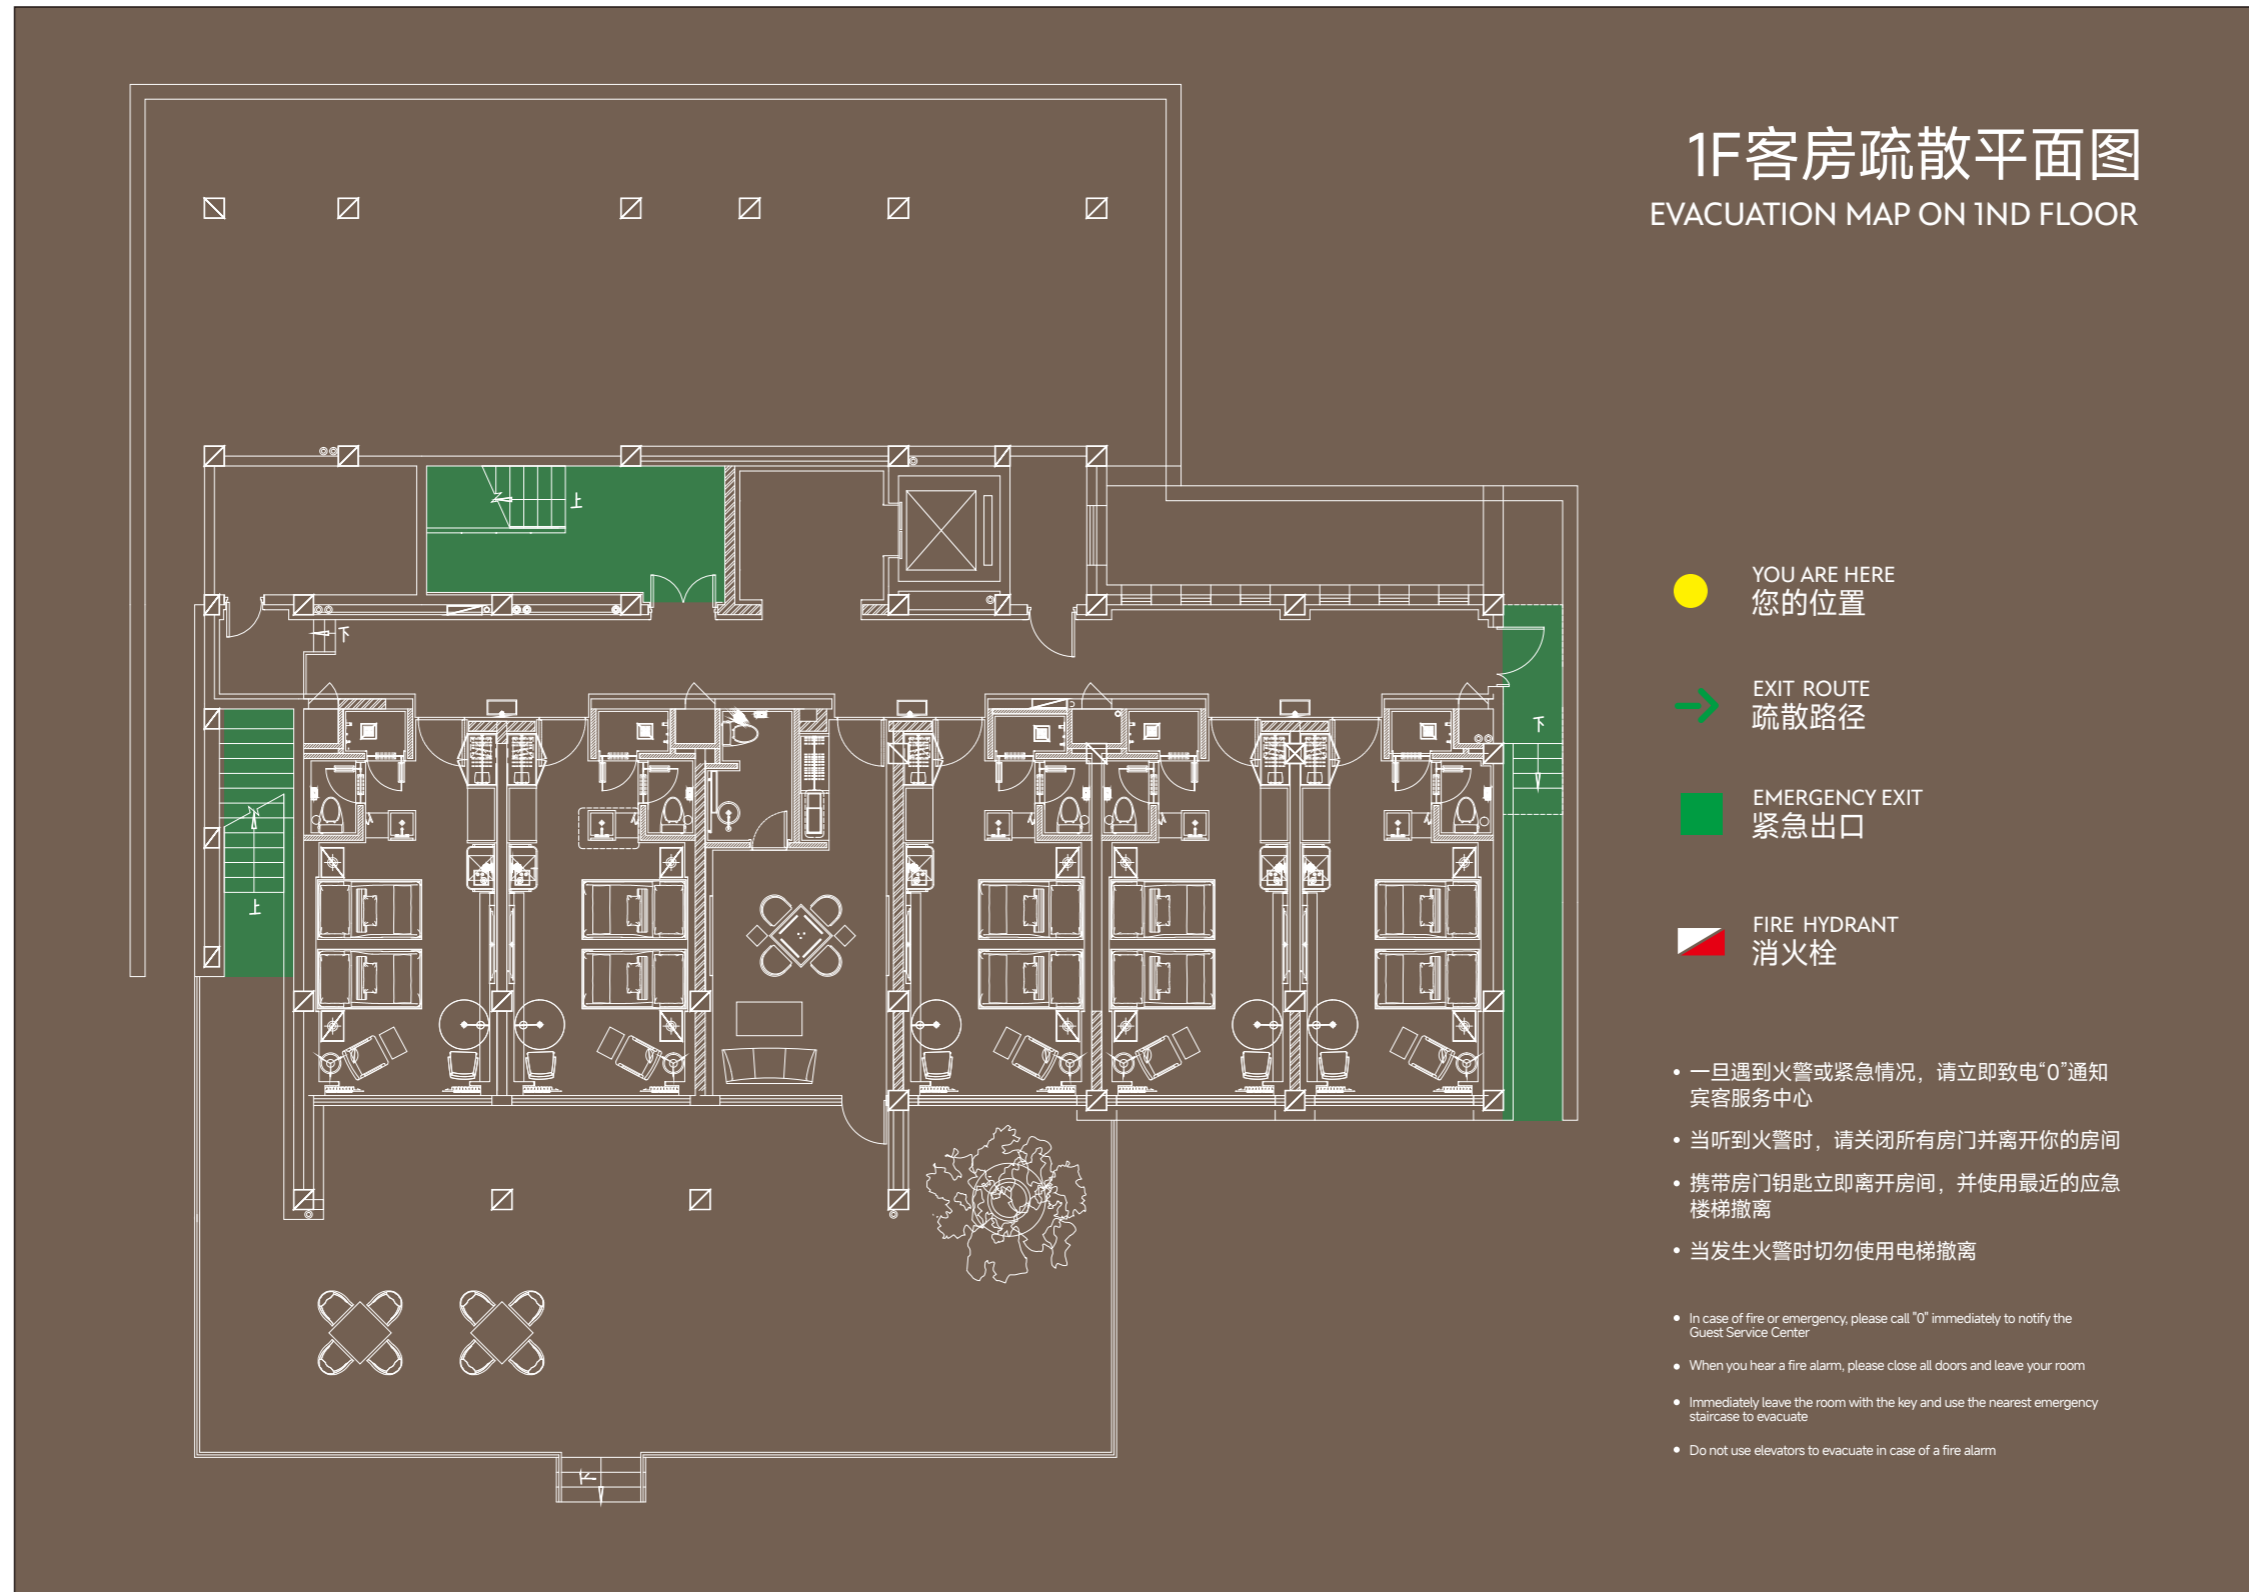 1F客房疏散平面图
EVACUATION MAP ON 1ND FLOOR
上
下
下
上
下
YOU ARE HERE
您的位置
EXIT ROUTE
疏散路径
EMERGENCY EXIT
紧急出口
FIRE HYDRANT
消火栓
• 一旦遇到火警或紧急情况，请立即致电“0”通知
宾客服务中心
• 当听到火警时，请关闭所有房门并离开你的房间
• 携带房门钥匙立即离开房间，并使用最近的应急
楼梯撤离
• 当发生火警时切勿使用电梯撤离
• In case of fire or emergency, please call "0" immediately to notify the
Guest Service Center
• When you hear a fire alarm, please close all doors and leave your room
• Immediately leave the room with the key and use the nearest emergency
staircase to evacuate
• Do not use elevators to evacuate in case of a fire alarm